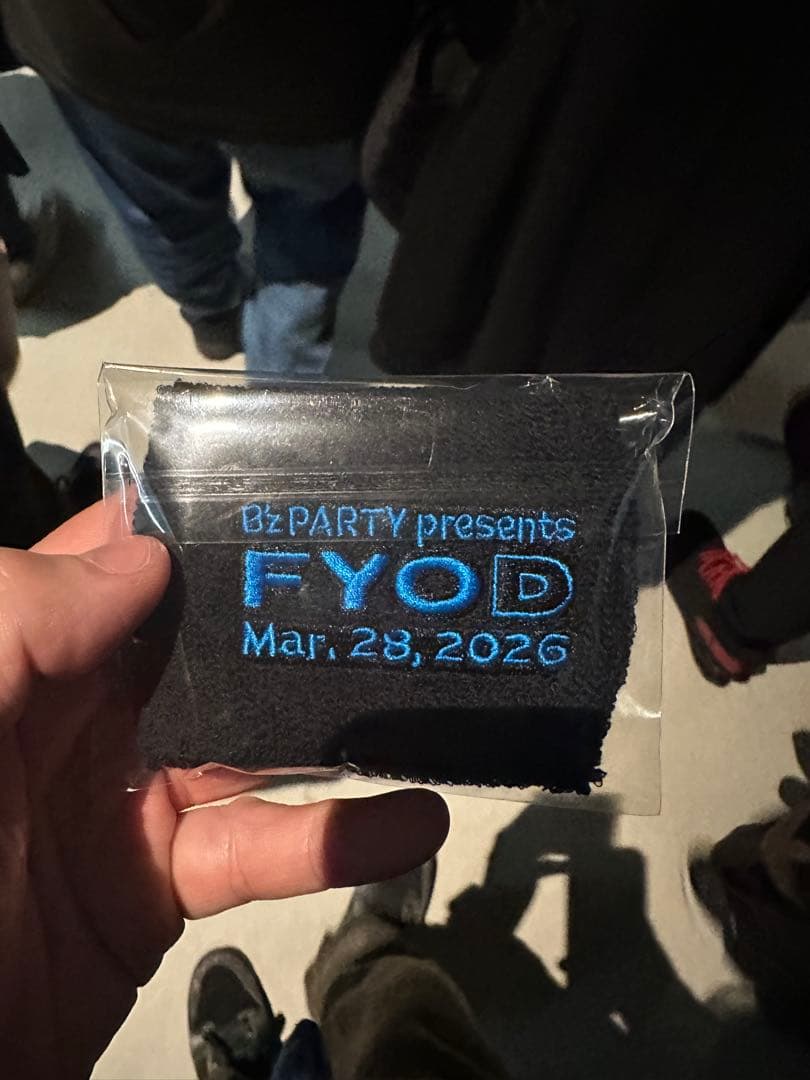 B'z PARTY presents
FYOD
Mar. 28, 2026